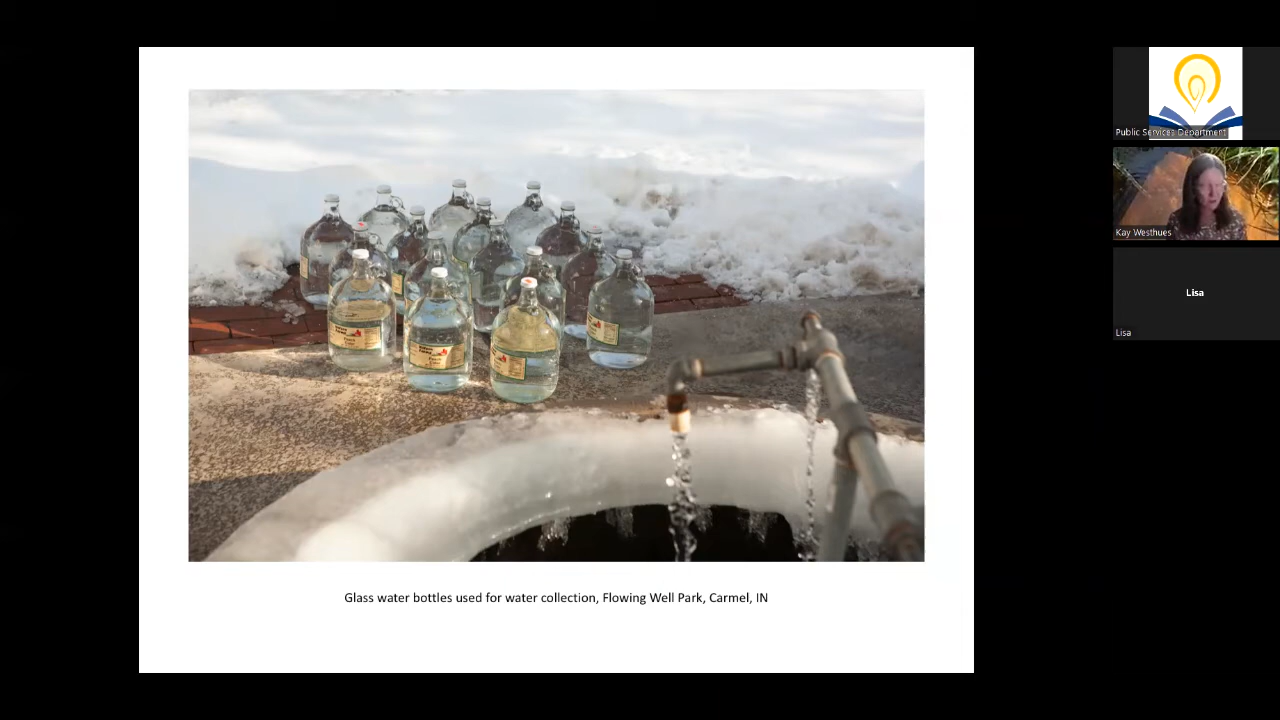 Glass water bottles used for water collection, Flowing Well Park, Carmel, IN
Public Services Department
Kay Westhues
Lisa
Lisa